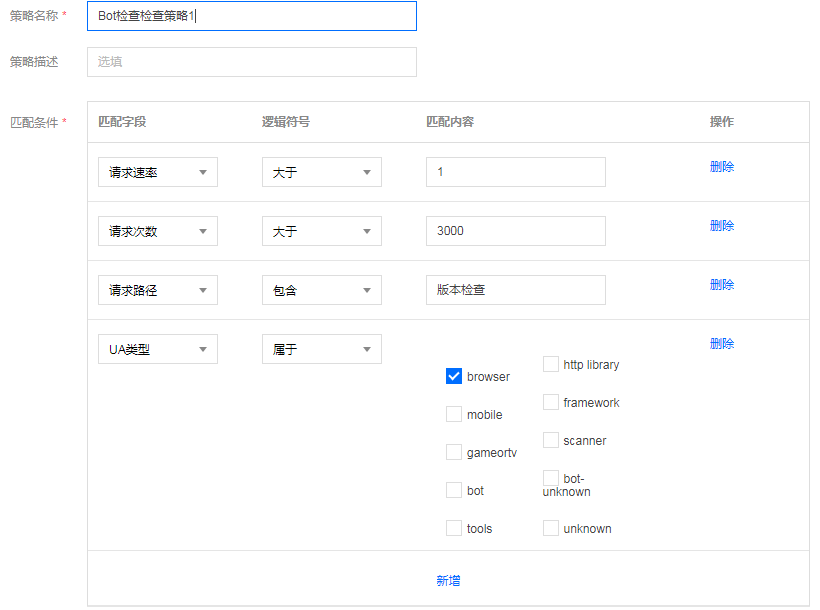 策略名称 * Bot检查检查策略1
策略描述 选填
匹配条件 * 匹配字段 逻辑符号 匹配内容 操作
请求速率 大于 1 删除
请求次数 大于 3000 删除
请求路径 包含 版本检查 删除
UA类型 属于 删除
browser http library
mobile framework
gameortv scanner
bot bot-
unknown
tools unknown
新增